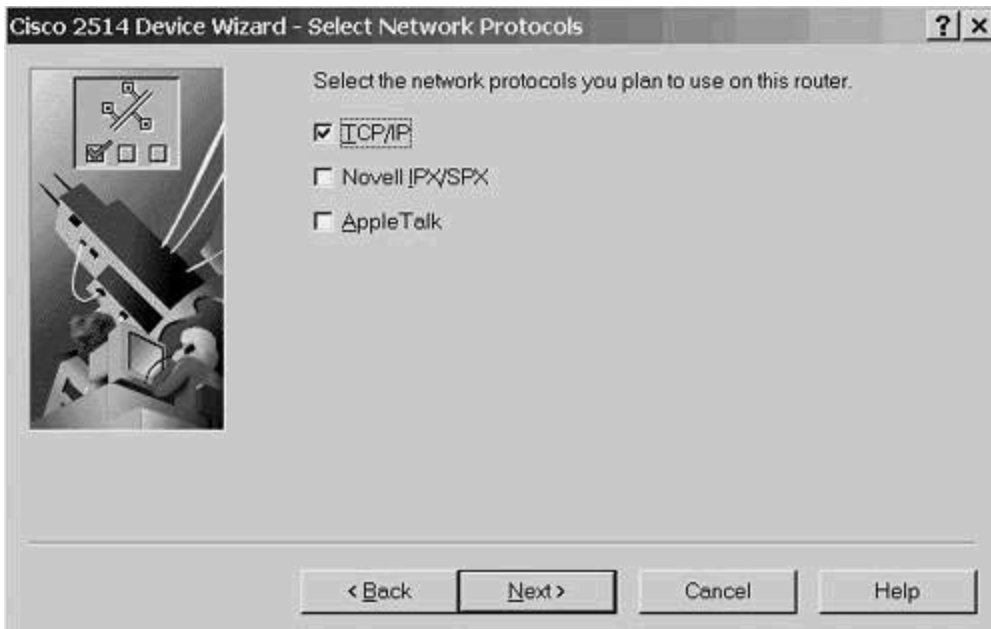 Cisco 2514 Device Wizard - Select Network Protocols
Select the network protocols you plan to use on this router.
TCP/IP
Novell IPX/SPX
AppleTalk
< Back
Next >
Cancel
Help